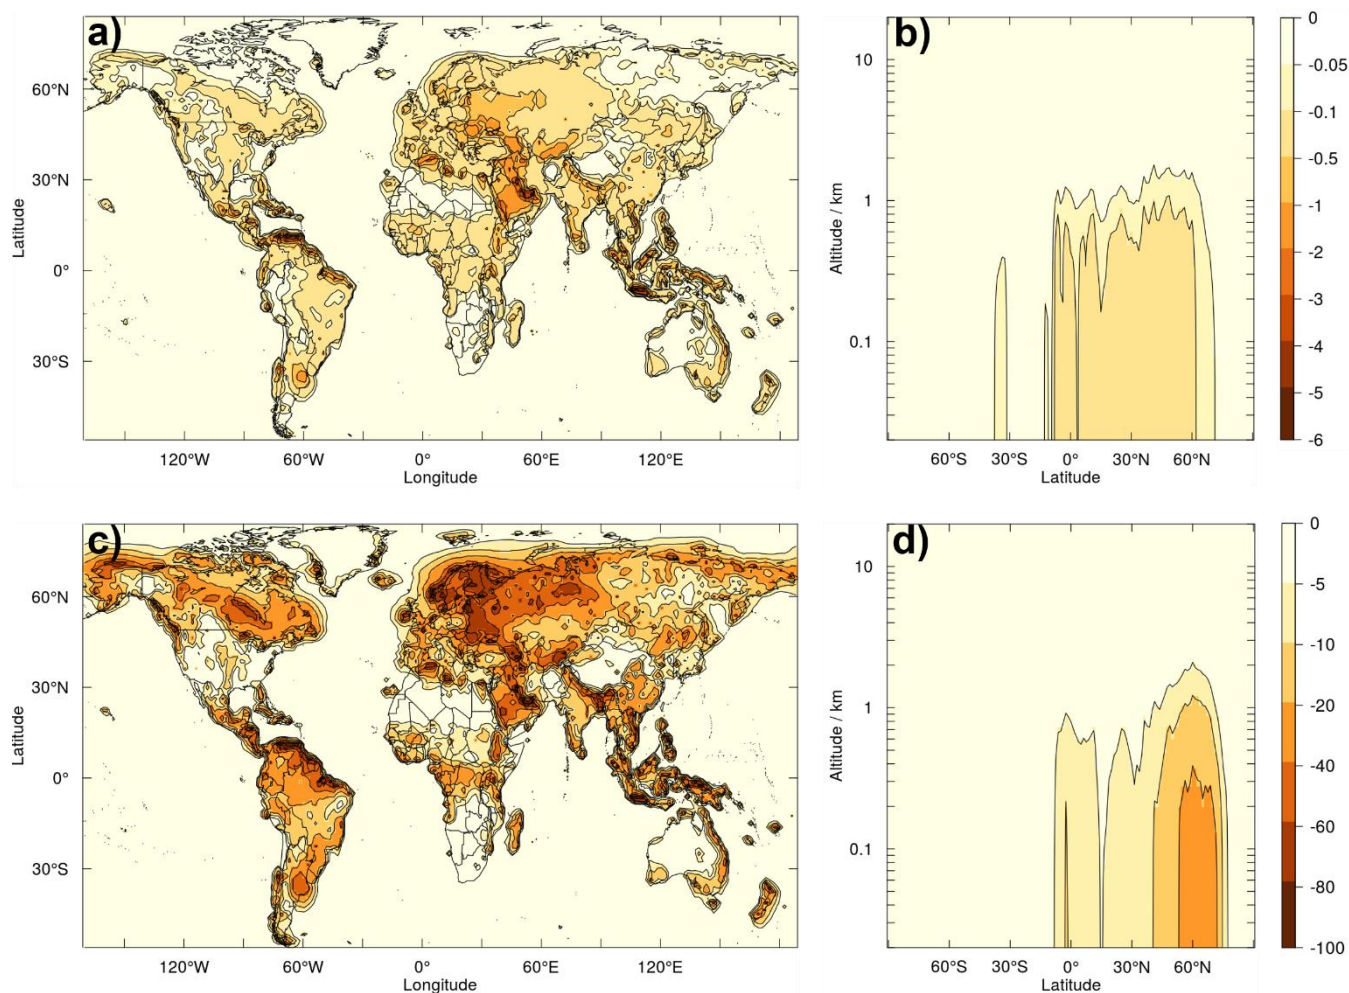 a)
60°N
30°N
0°
30°S
Latitude
120°W 60°W 0° 60°E 120°E
Longitude
b)
10
1
0.1
Altitude / km
60°S 30°S 0° 30°N 60°N
Latitude
0
-0.05
-0.1
-0.5
-1
-2
-3
-4
-5
-6
c)
60°N
30°N
0°
30°S
Latitude
120°W 60°W 0° 60°E 120°E
Longitude
d)
10
1
0.1
Altitude / km
60°S 30°S 0° 30°N 60°N
Latitude
0
-5
-10
-20
-40
-60
-80
-100